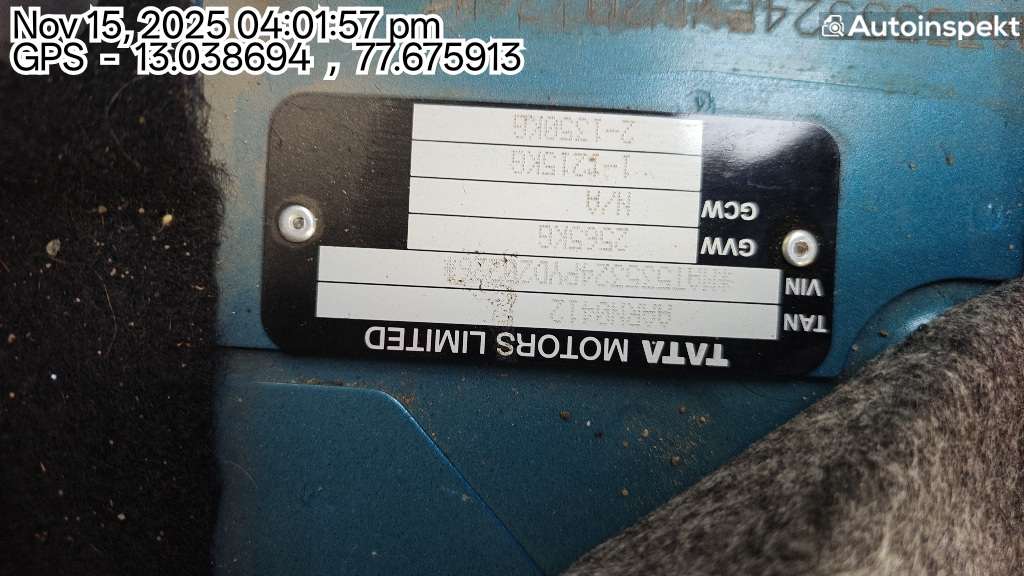 Nov 15, 2025 04:01:57 pm
GPS - 13.038694 , 77.675913
Autoinspekt
TATA MOTORS LIMITED
TAN
VIN
GVW 2565KG
GCW N/A
1-1215KG
2-1350KG